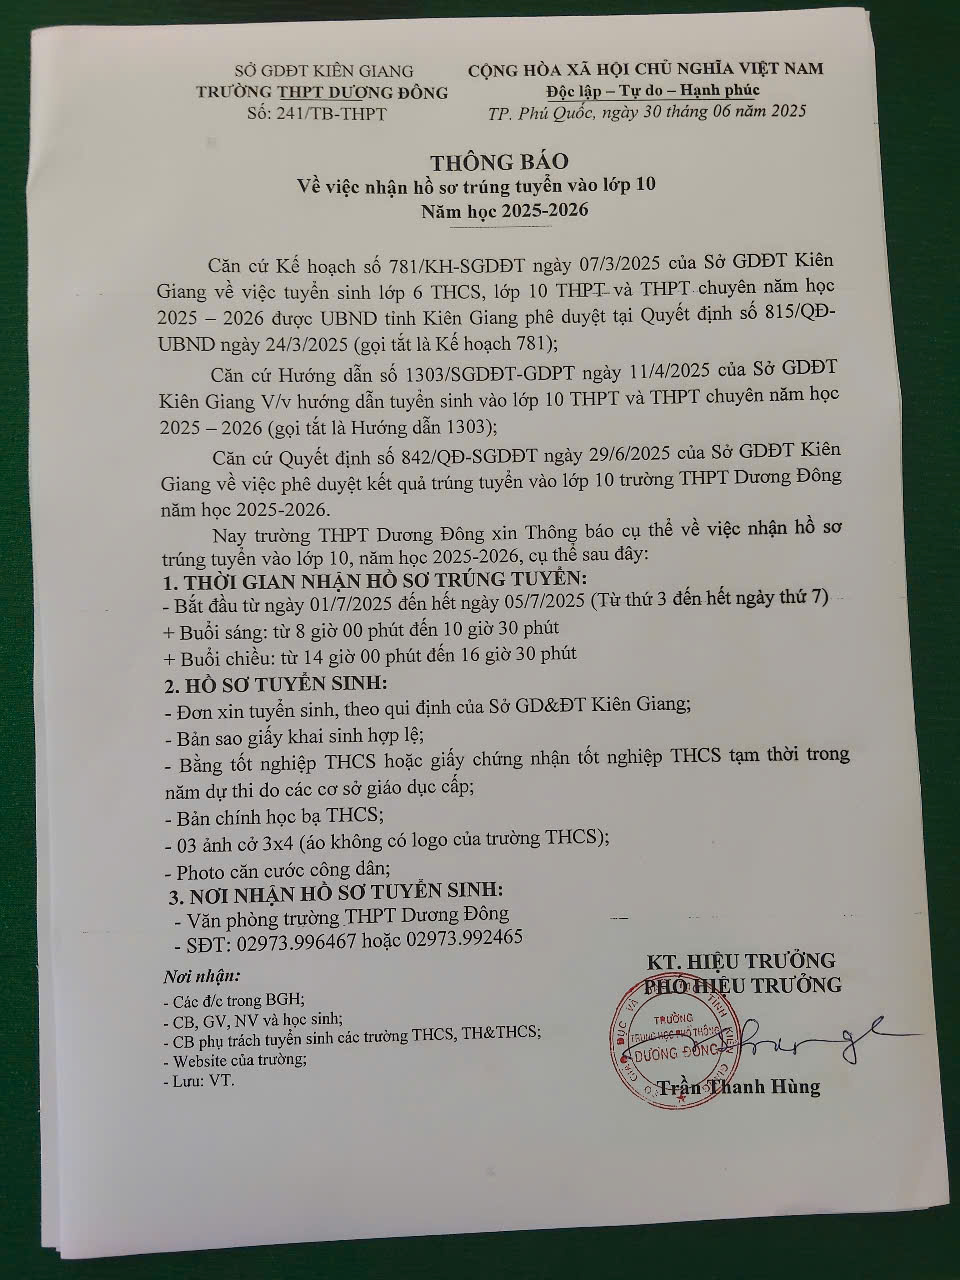 SỞ GDĐT KIÊN GIANG
TRƯỜNG THPT DƯƠNG ĐÔNG
Số: 241/TB-THPT
CỘNG HÒA XÃ HỘI CHỦ NGHĨA VIỆT NAM
Độc lập – Tự do – Hạnh phúc
TP. Phú Quốc, ngày 30 tháng 06 năm 2025
THÔNG BÁO
Về việc nhận hồ sơ trúng tuyển vào lớp 10
Năm học 2025-2026
Căn cứ Kế hoạch số 781/KH-SGDĐT ngày 07/3/2025 của Sở GDĐT Kiên
Giang về việc tuyển sinh lớp 6 THCS, lớp 10 THPT và THPT chuyên năm học
2025 – 2026 được UBND tỉnh Kiên Giang phê duyệt tại Quyết định số 815/QĐ-
UBND ngày 24/3/2025 (gọi tắt là Kế hoạch 781);
Căn cứ Hướng dẫn số 1303/SGDĐT-GDPT ngày 11/4/2025 của Sở GDĐT
Kiên Giang V/v hướng dẫn tuyển sinh vào lớp 10 THPT và THPT chuyên năm học
2025 – 2026 (gọi tắt là Hướng dẫn 1303);
Căn cứ Quyết định số 842/QĐ-SGDĐT ngày 29/6/2025 của Sở GDĐT Kiên
Giang về việc phê duyệt kết quả trúng tuyển vào lớp 10 trường THPT Dương Đông
năm học 2025-2026.
Nay trường THPT Dương Đông xin Thông báo cụ thể về việc nhận hồ sơ
trúng tuyển vào lớp 10, năm học 2025-2026, cụ thể sau đây:
1. THỜI GIAN NHẬN HỒ SƠ TRÚNG TUYỂN:
- Bắt đầu từ ngày 01/7/2025 đến hết ngày 05/7/2025 (Từ thứ 3 đến hết ngày thứ 7)
+ Buổi sáng: từ 8 giờ 00 phút đến 10 giờ 30 phút
+ Buổi chiều: từ 14 giờ 00 phút đến 16 giờ 30 phút
2. HỒ SƠ TUYỂN SINH:
- Đơn xin tuyển sinh, theo qui định của Sở GD&ĐT Kiên Giang;
- Bản sao giấy khai sinh hợp lệ;
- Bằng tốt nghiệp THCS hoặc giấy chứng nhận tốt nghiệp THCS tạm thời trong
năm dự thi do các cơ sở giáo dục cấp;
- Bản chính học bạ THCS;
- 03 ảnh cở 3x4 (áo không có logo của trường THCS);
- Photo căn cước công dân;
3. NƠI NHẬN HỒ SƠ TUYỂN SINH:
- Văn phòng trường THPT Dương Đông
- SĐT: 02973.996467 hoặc 02973.992465
Nơi nhận:
- Các đ/c trong BGH;
- CB, GV, NV và học sinh;
- CB phụ trách tuyển sinh các trường THCS, TH&THCS;
- Website của trường;
- Lưu: VT.
KT. HIỆU TRƯỞNG
PHÓ HIỆU TRƯỞNG
TRƯỜNG
TRUNG HỌC PHỔ THÔNG
DƯƠNG ĐÔNG
Trần Thanh Hùng